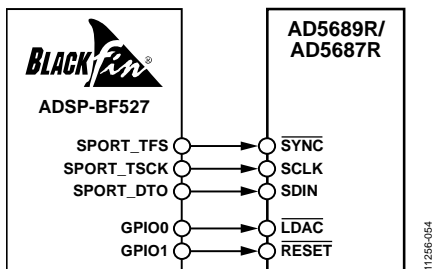 BLACKfin®
ADSP-BF527
SPORT_TFS
SPORT_TSCK
SPORT_DTO
GPIO0
GPIO1
AD5689R/
AD5687R
SYNC
SCLK
SDIN
LDAC
RESET
11256-054